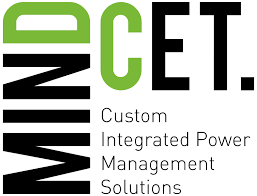 MINDCET.
Custom
Integrated Power
Management
Solutions